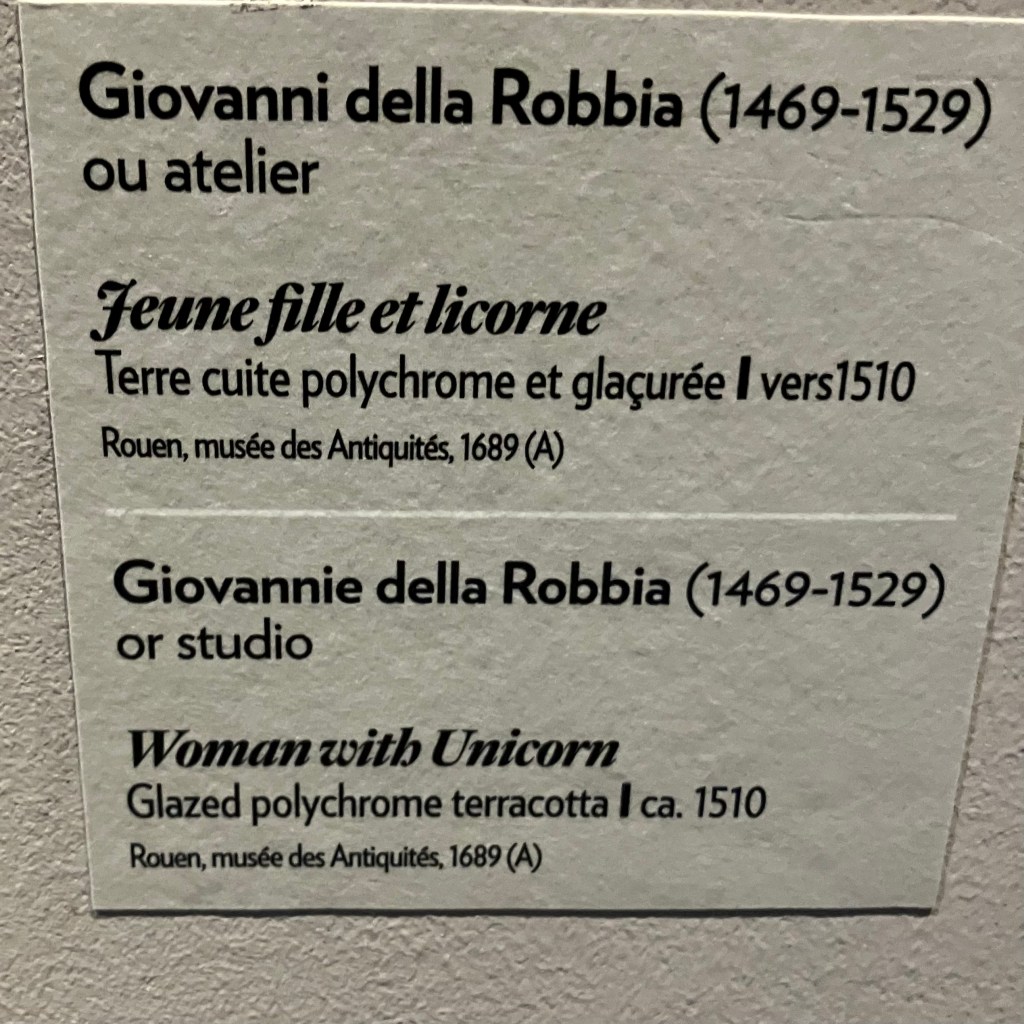 Giovanni della Robbia (1469-1529)
ou atelier
Jeune fille et licorne
Terre cuite polychrome et glaçurée | vers1510
Rouen, musée des Antiquités, 1689 (A)
Giovannie della Robbia (1469-1529)
or studio
Woman with Unicorn
Glazed polychrome terracotta | ca. 1510
Rouen, musée des Antiquités, 1689 (A)